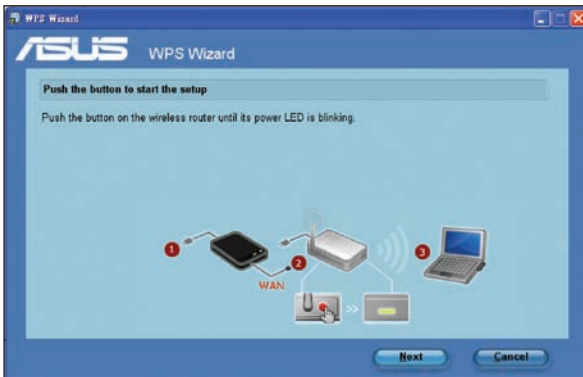 WPS Wizard
ASUS WPS Wizard
Push the button to start the setup
Push the button on the wireless router until its power LED is blinking.
1
2
3
WAN
Next
Cancel